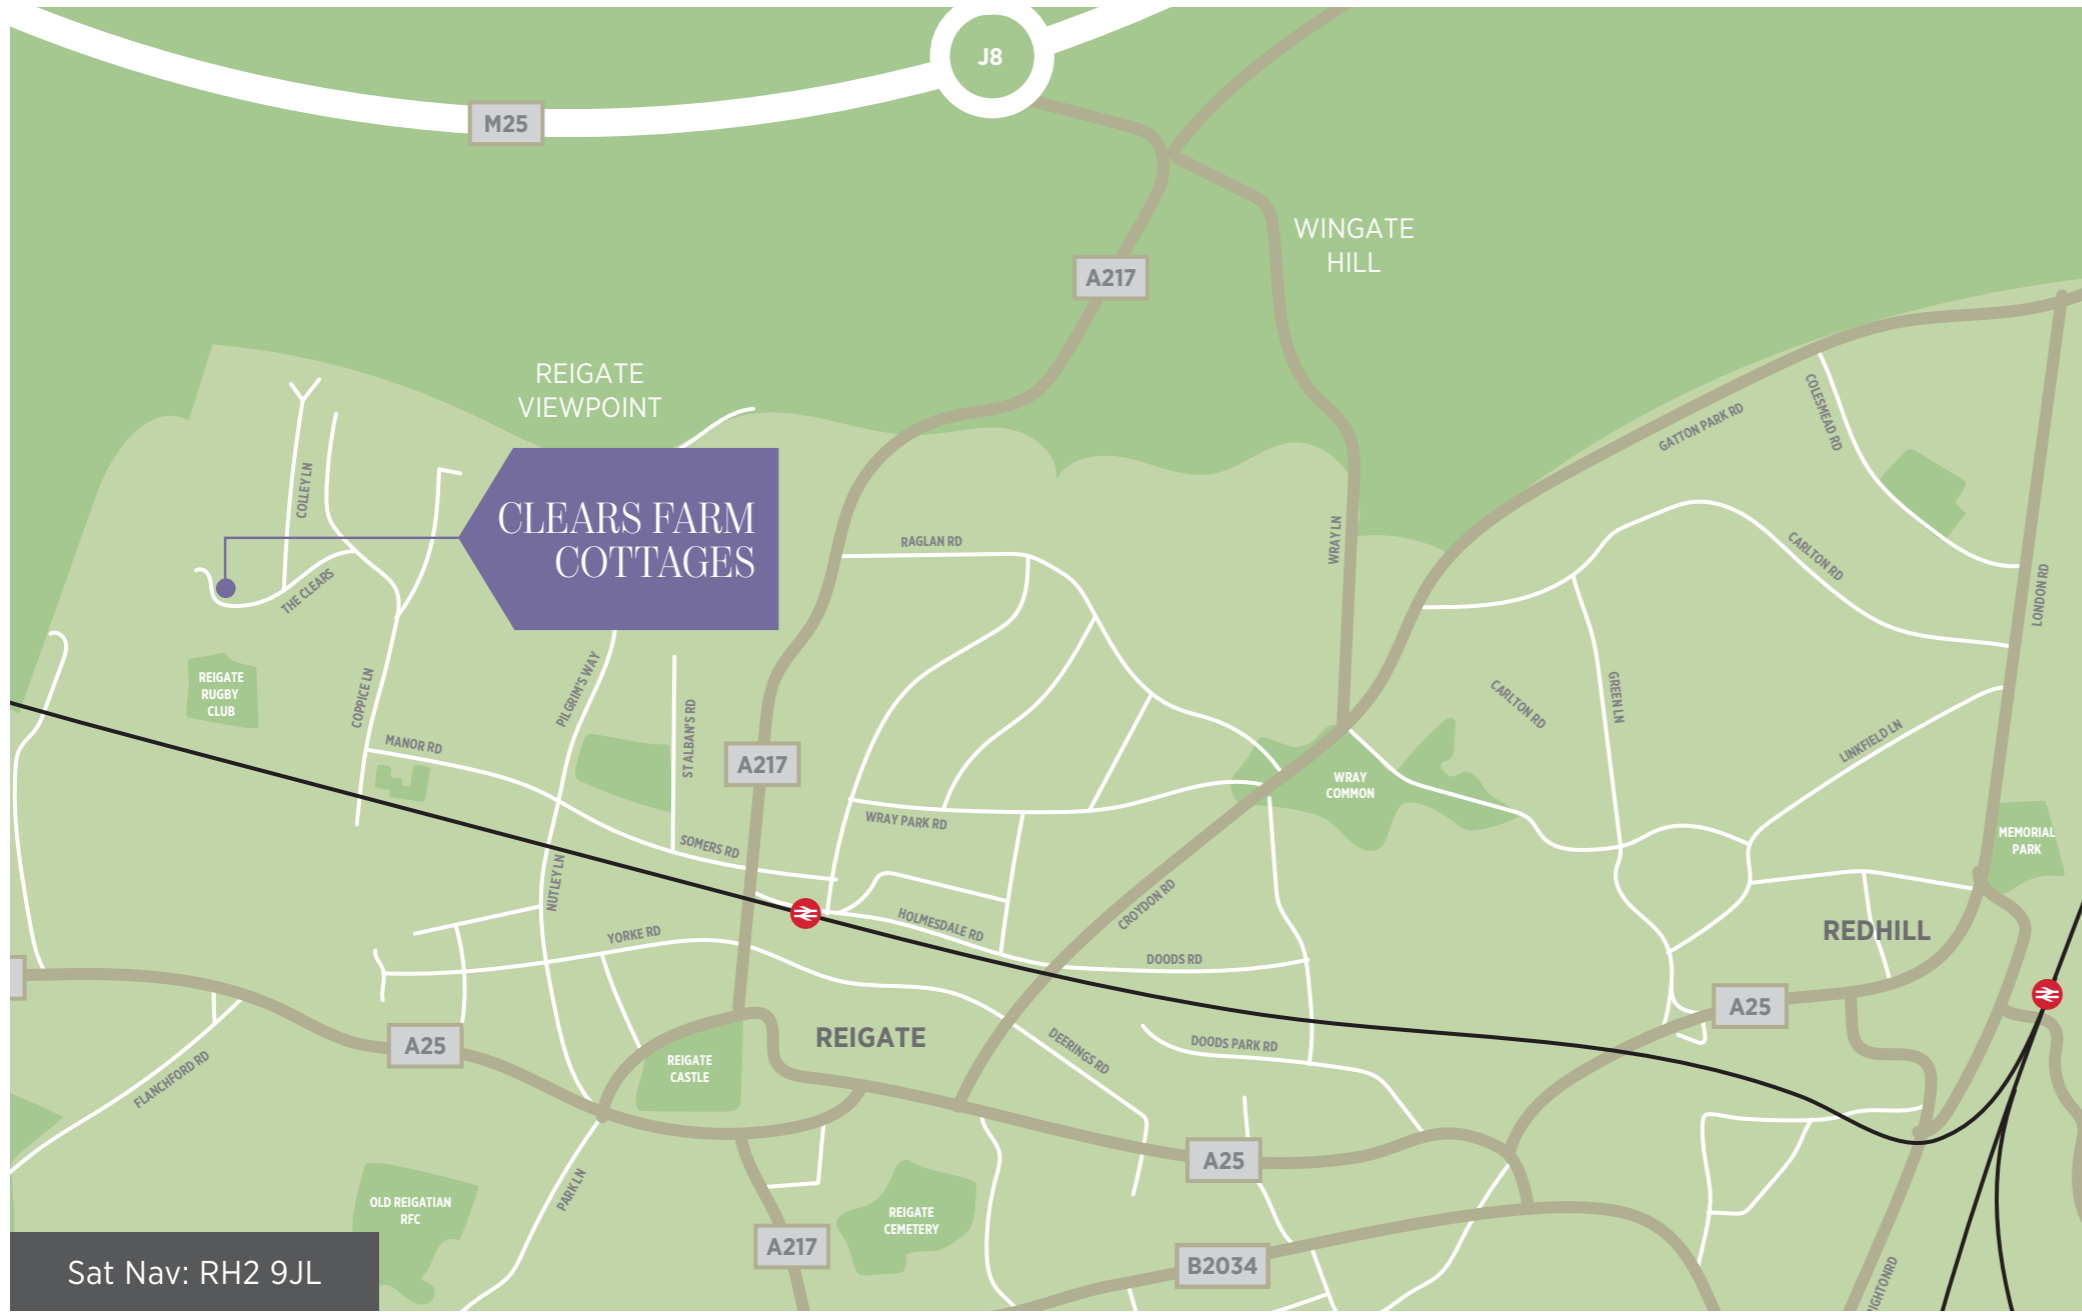 J8
M25
WINGATE
HILL
A217
REIGATE
VIEWPOINT
COLESMEAD RD
GATTON PARK RD
COLLEY LN
CLEARS FARM
COTTAGES
RAGLAN RD
WRAY LN
CARLTON RD
LONDON RD
THE CLEARS
REIGATE
RUGBY
CLUB
COPPICE LN
PILGRIM'S WAY
ST ALBAN'S RD
CARLTON RD
GREEN LN
LINKFIELD LN
MANOR RD
A217
WRAY
COMMON
WRAY PARK RD
SOMERS RD
MEMORIAL
PARK
NUTLEY LN
CROYDON RD
HOLMESDALE RD
YORKE RD
REDHILL
DOODS RD
A25
REIGATE
A25
DEERINGS RD
DOODS PARK RD
REIGATE
CASTLE
FLANCHFORD RD
A25
PARK LN
OLD REIGATIAN
RFC
REIGATE
CEMETERY
A217
B2034
Sat Nav: RH2 9JL